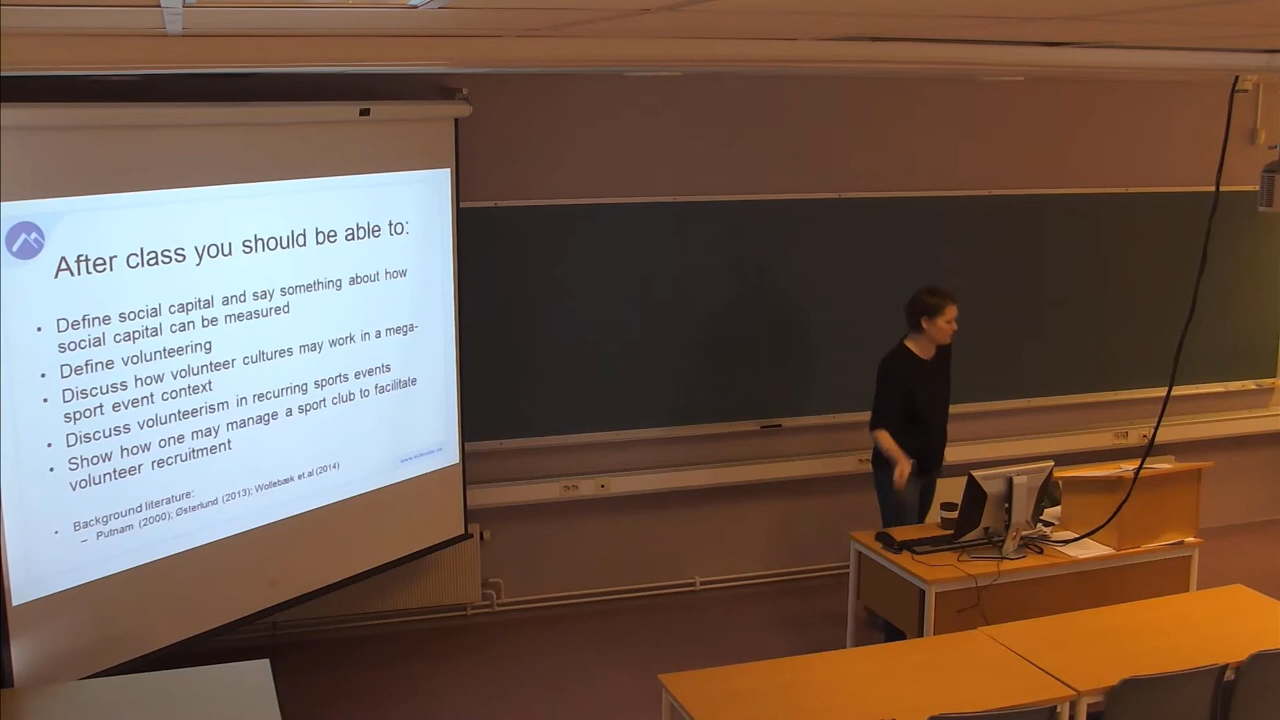 After class you should be able to:
• Define social capital and say something about how
social capital can be measured
• Define volunteering
• Discuss how volunteer cultures may work in a mega-
sport event context
• Discuss volunteerism in recurring sports events
• Show how one may manage a sport club to facilitate
volunteer recruitment
• Background literature:
– Putnam (2000); Østerlund (2013); Wollebæk et.al (2014)